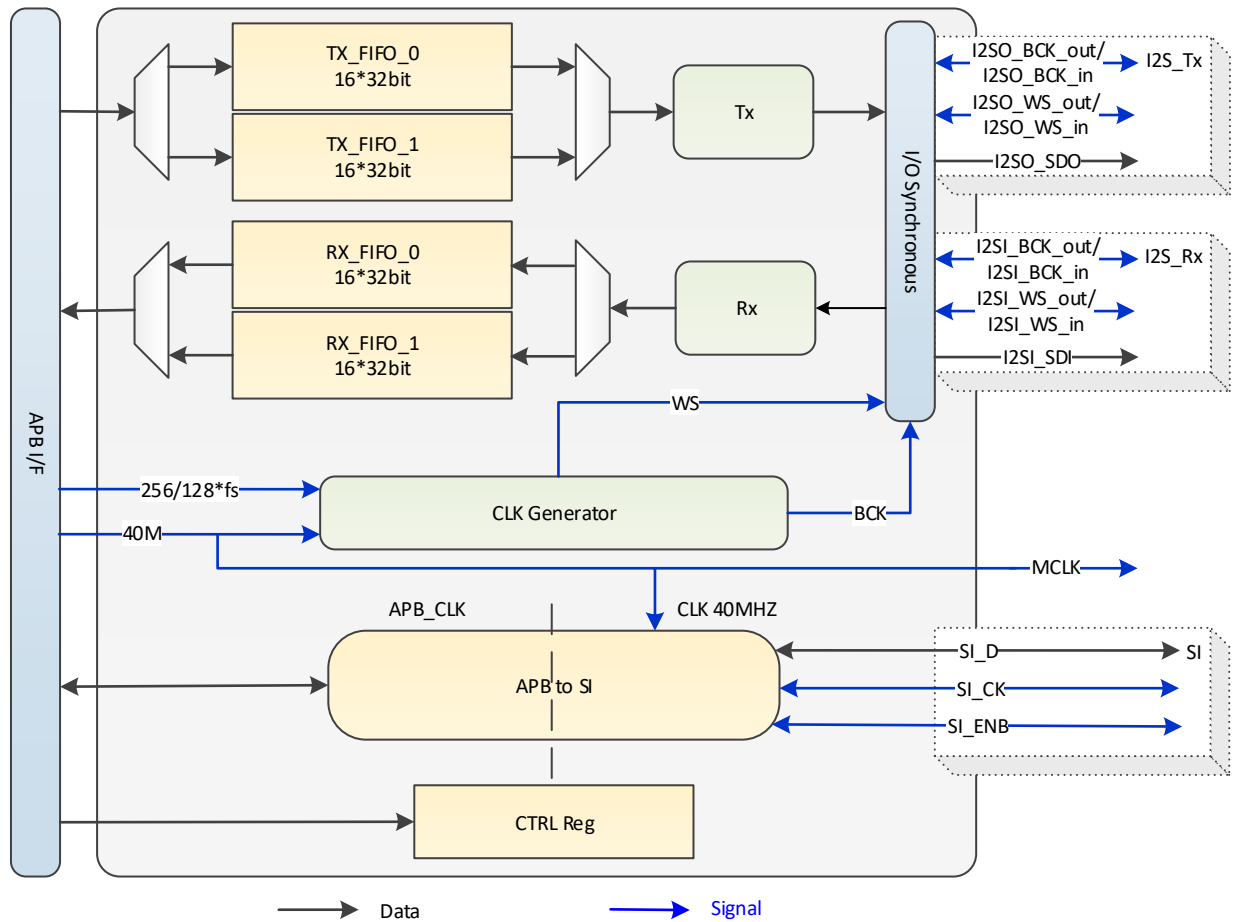 TX_FIFO_0
16*32bit
TX_FIFO_1
16*32bit
Tx
I2SO_BCK_out/
I2SO_BCK_in
I2S_Tx
I2SO_WS_out/
I2SO_WS_in
I2SO_SDO
RX_FIFO_0
16*32bit
RX_FIFO_1
16*32bit
Rx
I/O Synchronous
I2SI_BCK_out/
I2SI_BCK_in
I2S_Rx
I2SI_WS_out/
I2SI_WS_in
I2SI_SDI
APB I/F
WS
256/128*fs
CLK Generator
BCK
40M
MCLK
APB_CLK
CLK 40MHZ
APB to SI
SI_D
SI
SI_CK
SI_ENB
CTRL Reg
Data
Signal